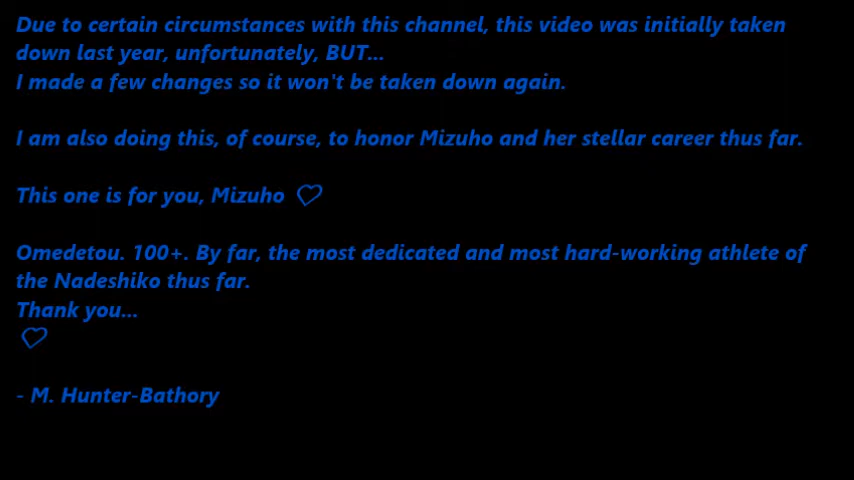 Due to certain circumstances with this channel, this video was initially taken
down last year, unfortunately, BUT...
I made a few changes so it won't be taken down again.
I am also doing this, of course, to honor Mizuho and her stellar career thus far.
This one is for you, Mizuho ♡
Omedetou. 100+. By far, the most dedicated and most hard-working athlete of
the Nadeshiko thus far.
Thank you...
♡
- M. Hunter-Bathory